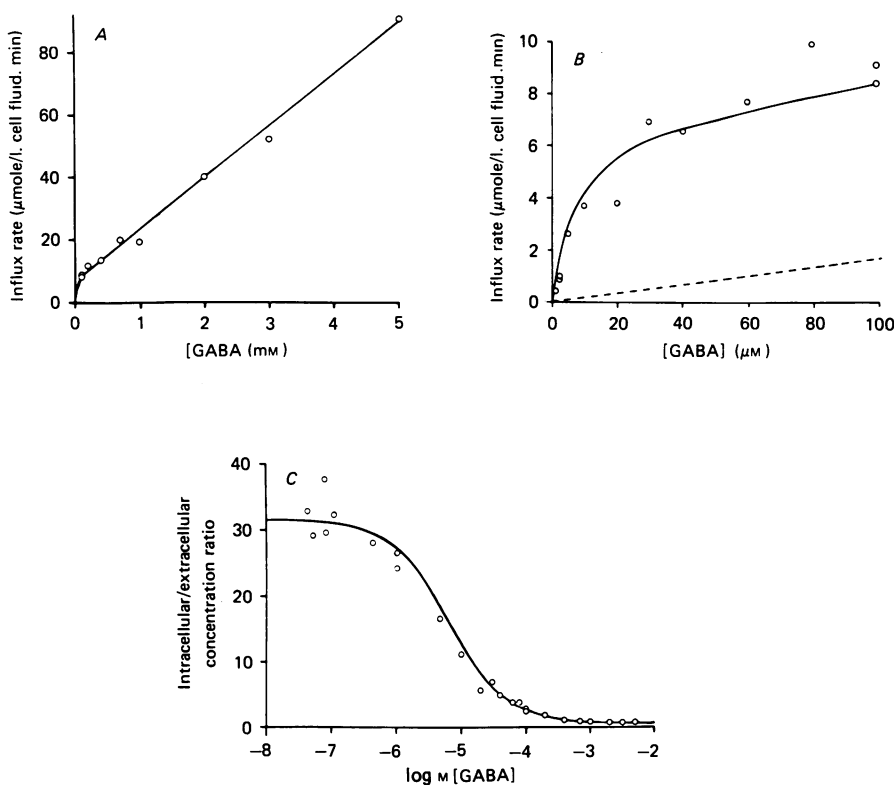 A
Influx rate (μmole/l. cell fluid. min)
80
60
40
20
0
0 1 2 3 4 5
[GABA (mM)
B
Influx rate (μmole/l. cell fluid.min)
10
8
6
4
2
0
0 20 40 60 80 100
[GABA] (μM)
C
Intracellular/extracellular
concentration ratio
40
30
20
10
0
−8 −7 −6 −5 −4 −3 −2
log M [GABA]